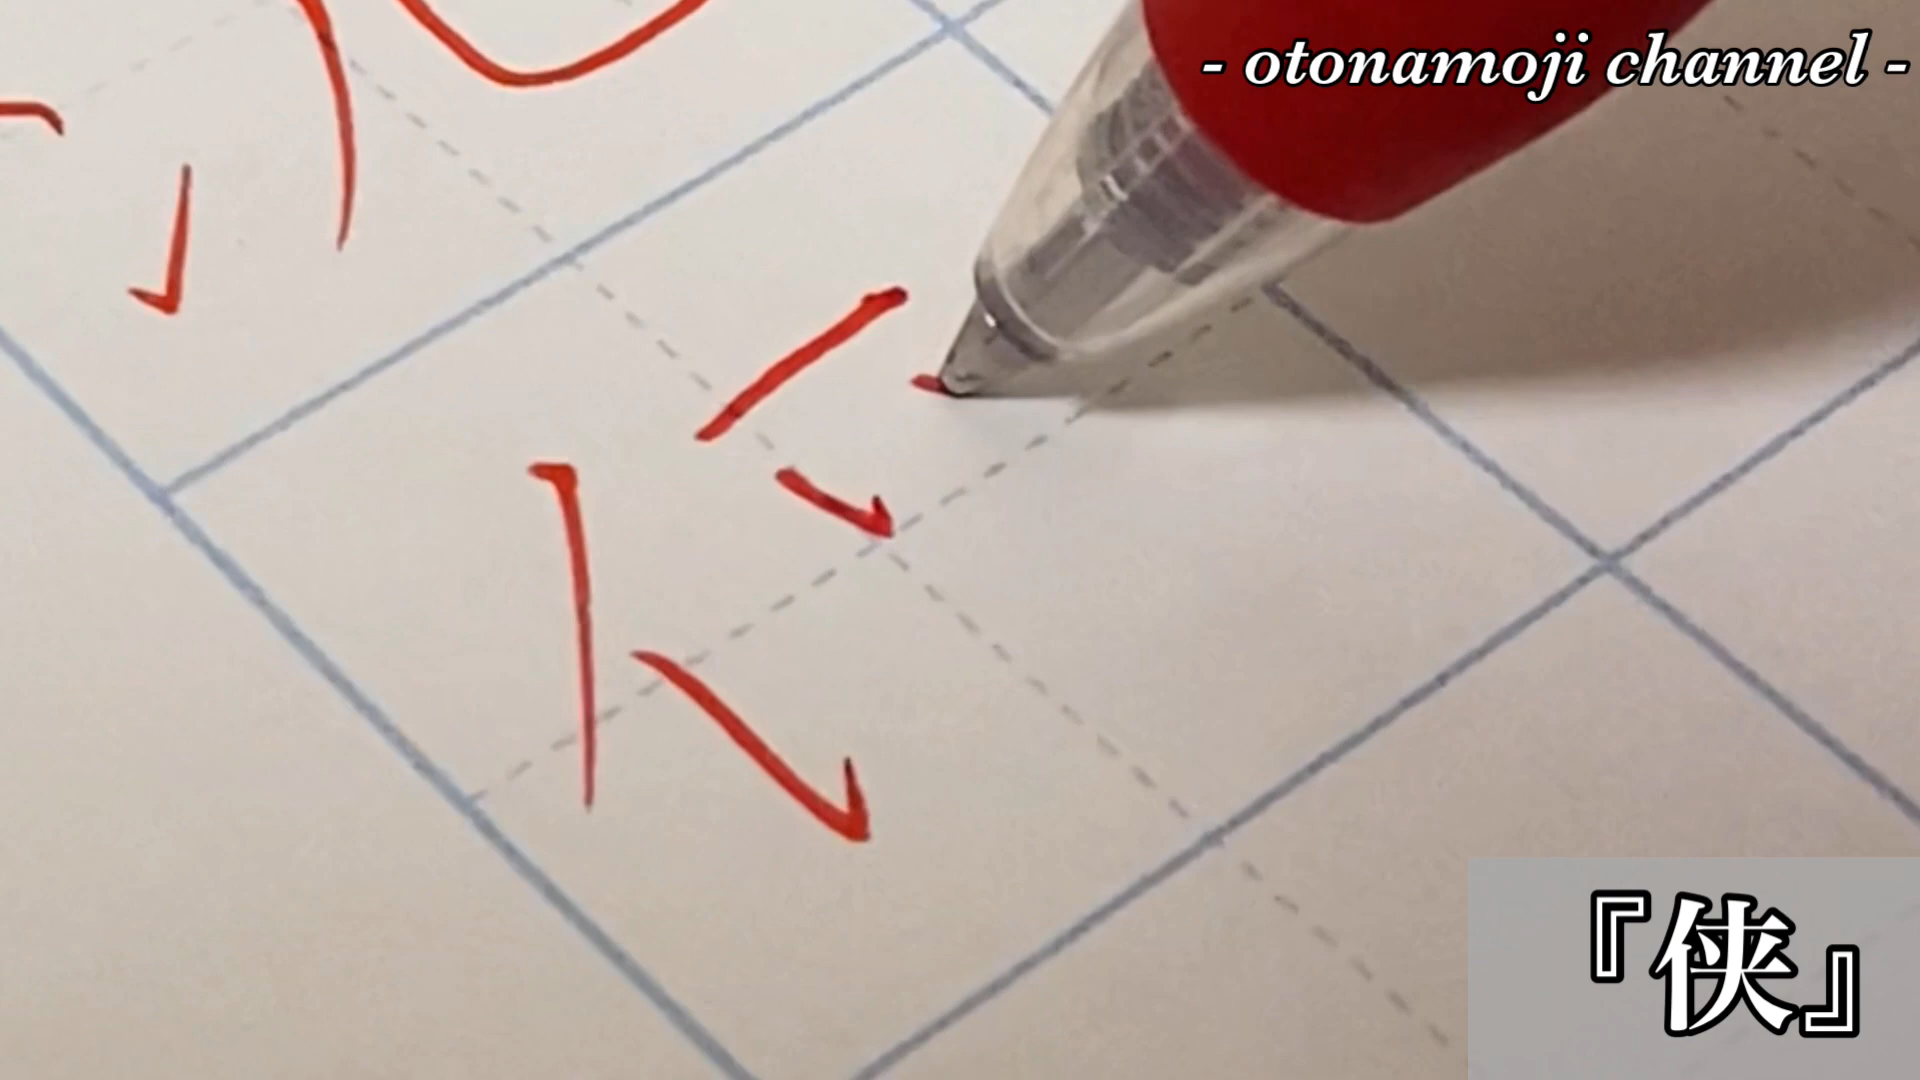 - otonamoji channel -
『侠』